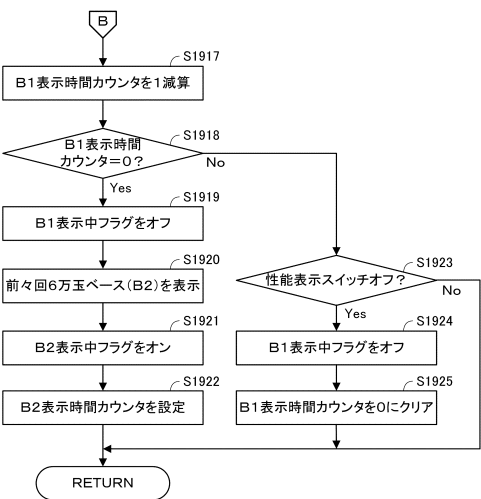 B
S1917
B1表示時間カウンタを1減算
S1918
B1表示時間
カウンタ=0?
No
Yes
S1919
B1表示中フラグをオフ
S1920
前々回6万玉ベース(B2)を表示
S1921
B2表示中フラグをオン
S1922
B2表示時間カウンタを設定
S1923
性能表示スイッチオフ?
No
Yes
S1924
B1表示中フラグをオフ
S1925
B1表示時間カウンタを0にクリア
RETURN